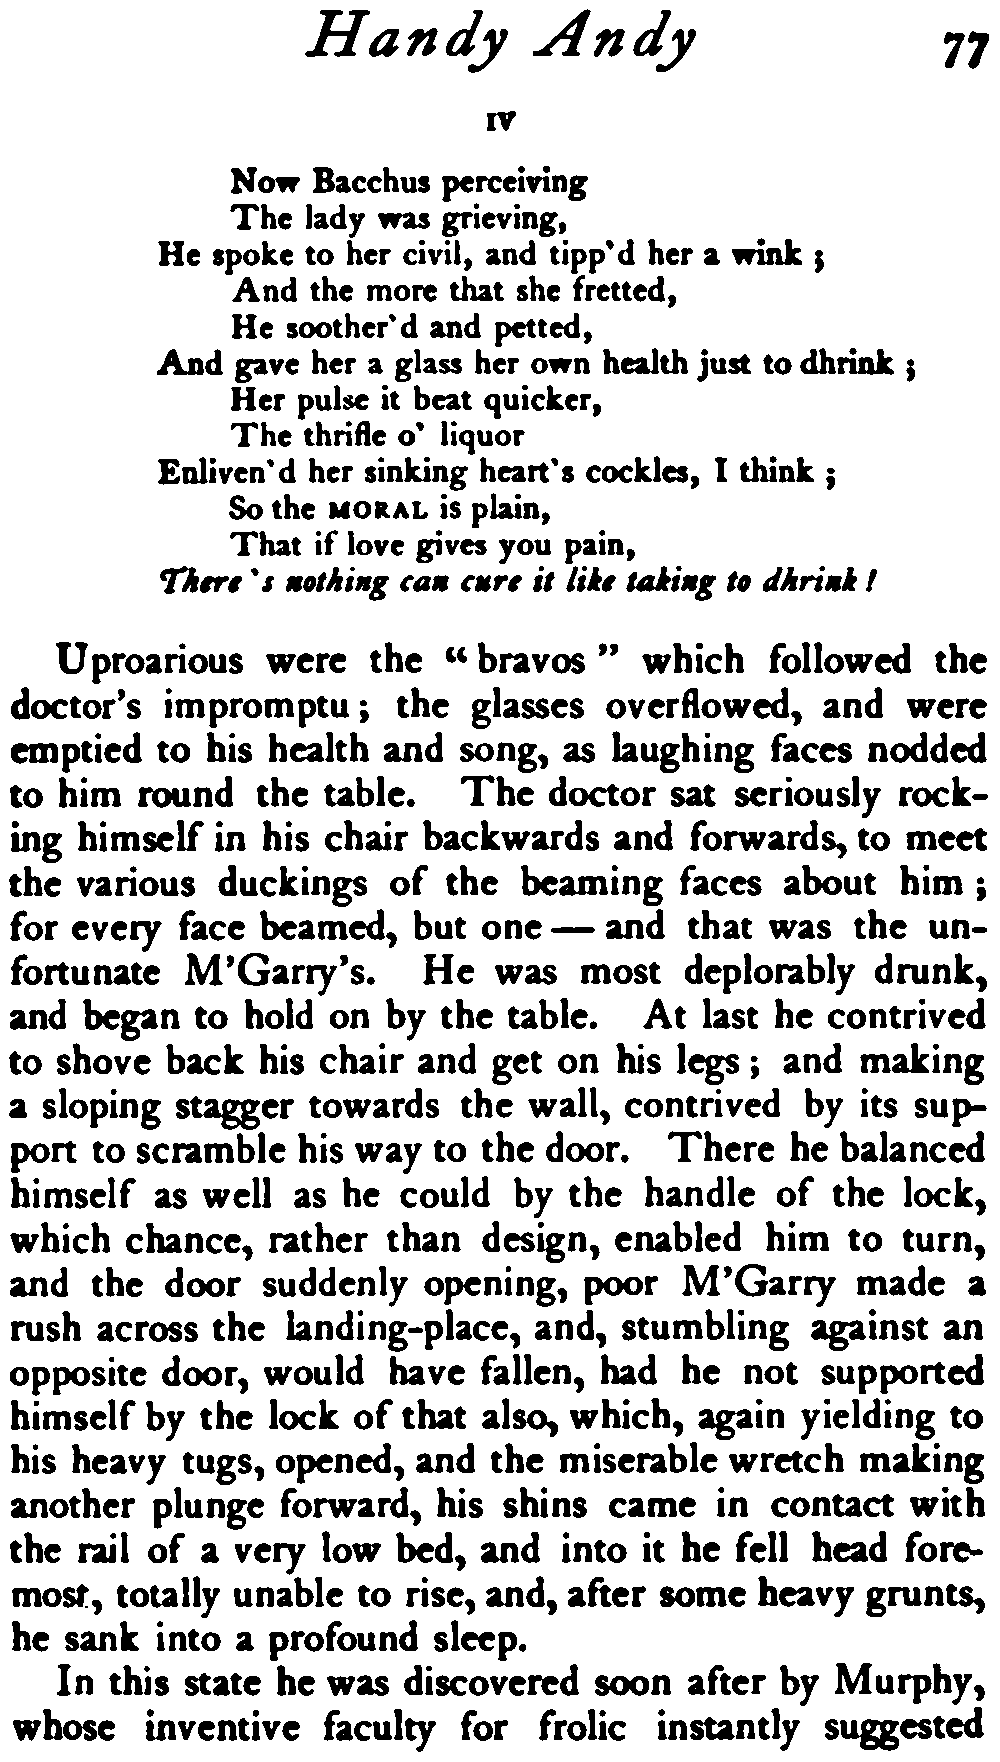 Handy Andy 77
IV
Now Bacchus perceiving
The lady was grieving,
He spoke to her civil, and tipp'd her a wink ;
And the more that she fretted,
He soother'd and petted,
And gave her a glass her own health just to dhrink ;
Her pulse it beat quicker,
The thrifle o' liquor
Enliven'd her sinking heart's cockles, I think ;
So the MORAL is plain,
That if love gives you pain,
There 's nothing can cure it like taking to dhrink !
Uproarious were the “ bravos ” which followed the
doctor's impromptu ; the glasses overflowed, and were
emptied to his health and song, as laughing faces nodded
to him round the table. The doctor sat seriously rock-
ing himself in his chair backwards and forwards, to meet
the various duckings of the beaming faces about him ;
for every face beamed, but one — and that was the un-
fortunate M'Garry's. He was most deplorably drunk,
and began to hold on by the table. At last he contrived
to shove back his chair and get on his legs ; and making
a sloping stagger towards the wall, contrived by its sup-
port to scramble his way to the door. There he balanced
himself as well as he could by the handle of the lock,
which chance, rather than design, enabled him to turn,
and the door suddenly opening, poor M'Garry made a
rush across the landing-place, and, stumbling against an
opposite door, would have fallen, had he not supported
himself by the lock of that also, which, again yielding to
his heavy tugs, opened, and the miserable wretch making
another plunge forward, his shins came in contact with
the rail of a very low bed, and into it he fell head fore-
most, totally unable to rise, and, after some heavy grunts,
he sank into a profound sleep.
In this state he was discovered soon after by Murphy,
whose inventive faculty for frolic instantly suggested